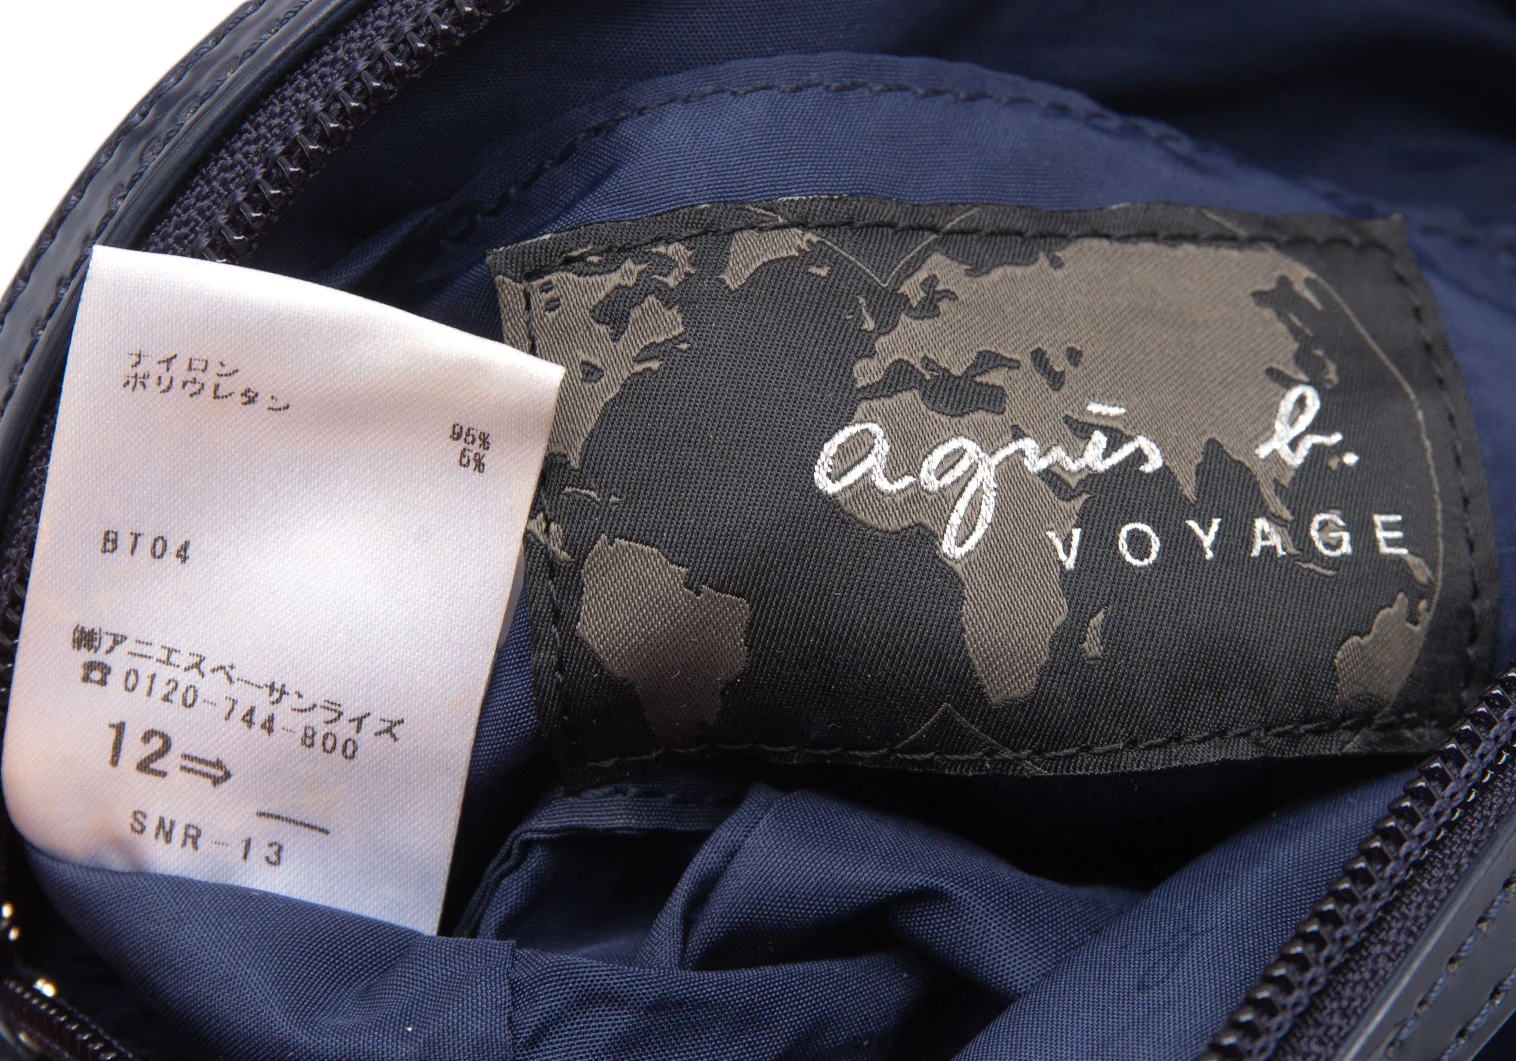 ナイロン 95%
ポリウレタン 5%
BT04
㈱アニエスベーサンライズ
☎0120-744-800
12⇒
SNR-13
agnès b.
VOYAGE